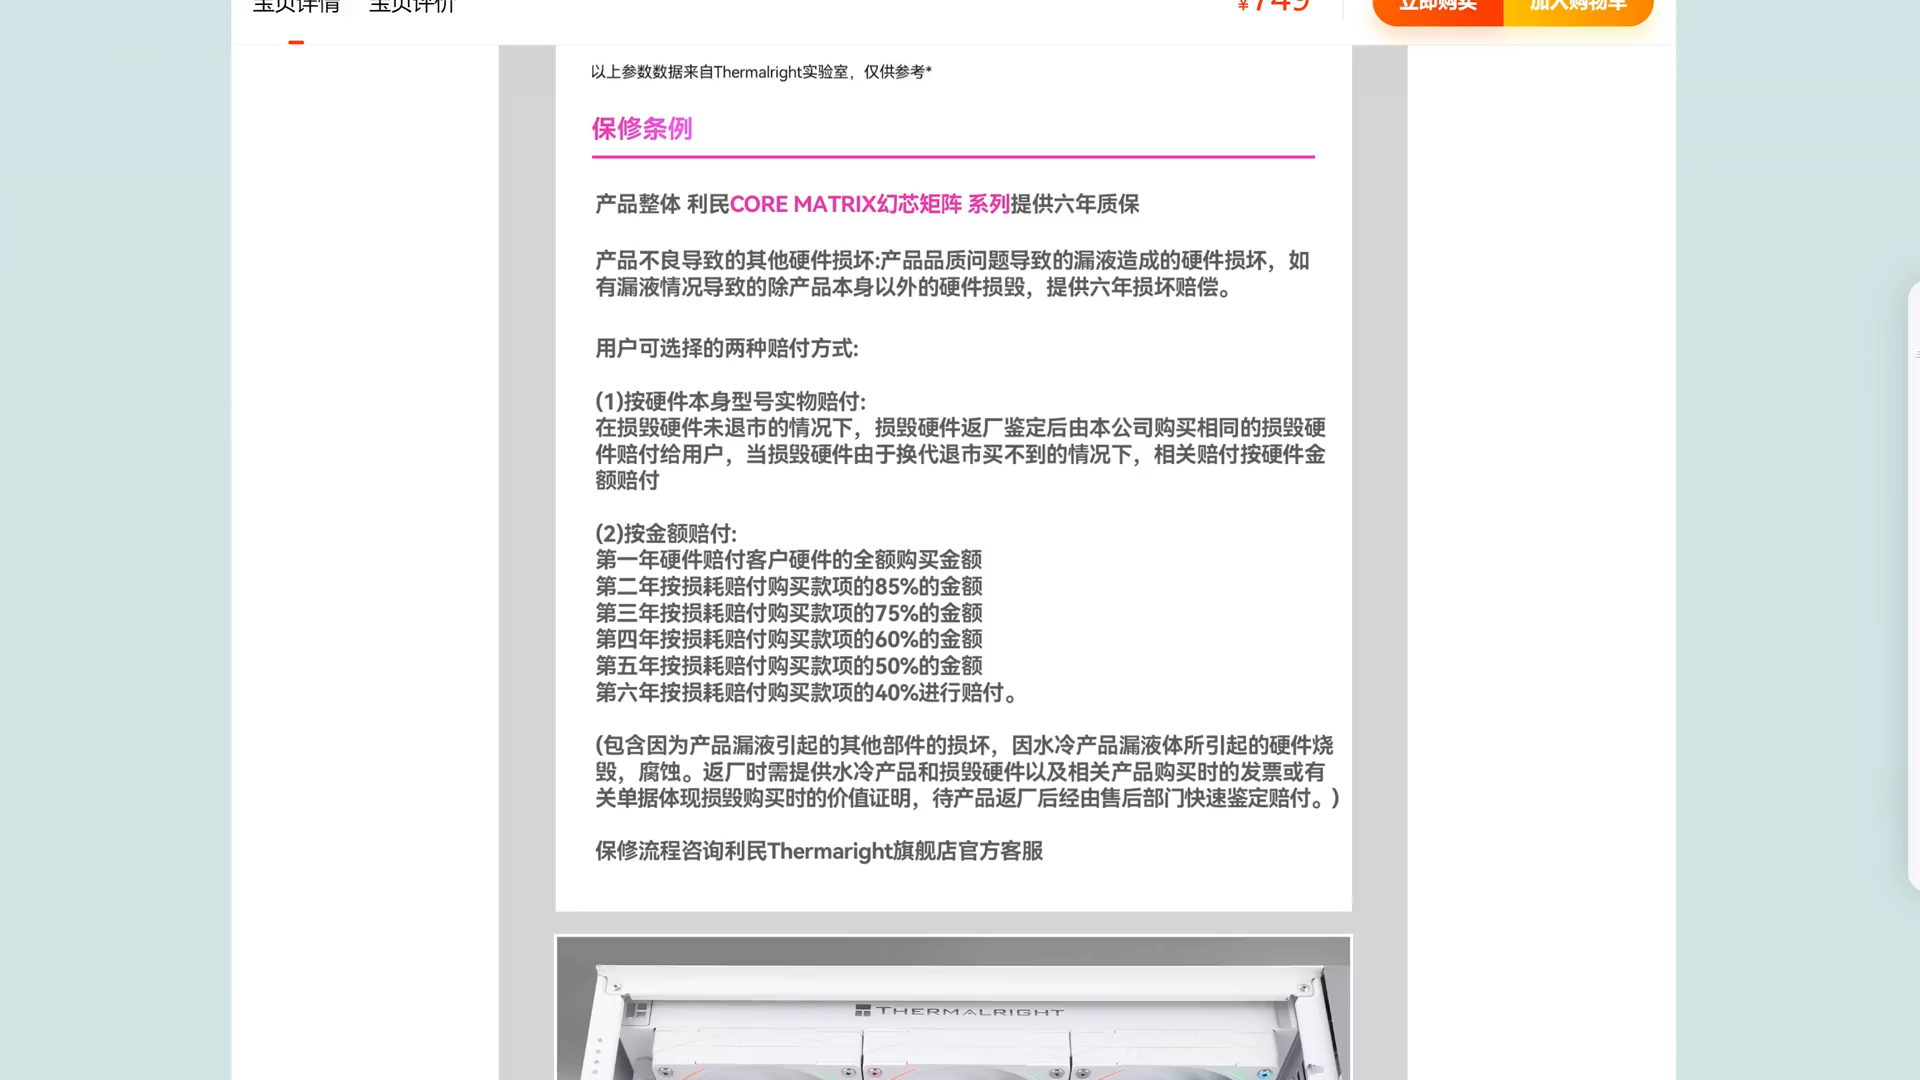 宝贝详情 宝贝评价
¥749
立即购买 加入购物车
以上参数数据来自Thermalright实验室，仅供参考*
保修条例
产品整体 利民CORE MATRIX幻芯矩阵 系列提供六年质保
产品不良导致的其他硬件损坏:产品品质问题导致的漏液造成的硬件损坏，如
有漏液情况导致的除产品本身以外的硬件损毁，提供六年损坏赔偿。
用户可选择的两种赔付方式:
(1)按硬件本身型号实物赔付:
在损毁硬件未退市的情况下，损毁硬件返厂鉴定后由本公司购买相同的损毁硬
件赔付给用户，当损毁硬件由于换代退市买不到的情况下，相关赔付按硬件金
额赔付
(2)按金额赔付:
第一年硬件赔付客户硬件的全额购买金额
第二年按损耗赔付购买款项的85%的金额
第三年按损耗赔付购买款项的75%的金额
第四年按损耗赔付购买款项的60%的金额
第五年按损耗赔付购买款项的50%的金额
第六年按损耗赔付购买款项的40%进行赔付。
(包含因为产品漏液引起的其他部件的损坏，因水冷产品漏液体所引起的硬件烧
毁，腐蚀。返厂时需提供水冷产品和损毁硬件以及相关产品购买时的发票或有
关单据体现损毁购买时的价值证明，待产品返厂后经由售后部门快速鉴定赔付。)
保修流程咨询利民Thermaright旗舰店官方客服
THERMALRIGHT